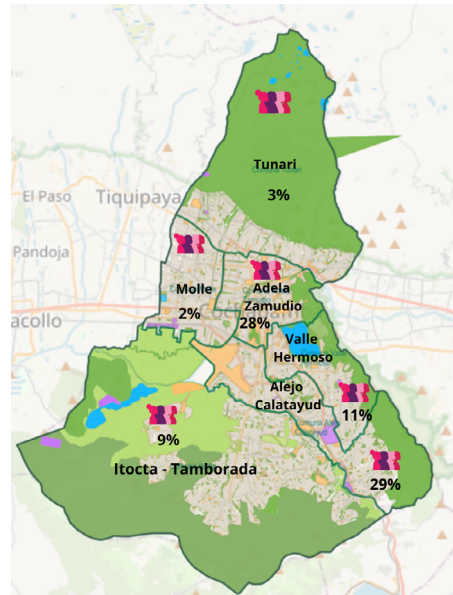 Tunari
3%
El Paso
Tiquipaya
Pandoja
Molle
2%
Adela
Zamudio
28%
acollo
Valle
Hermoso
Alejo
Calatayud
11%
9%
Itocta - Tamborada
29%